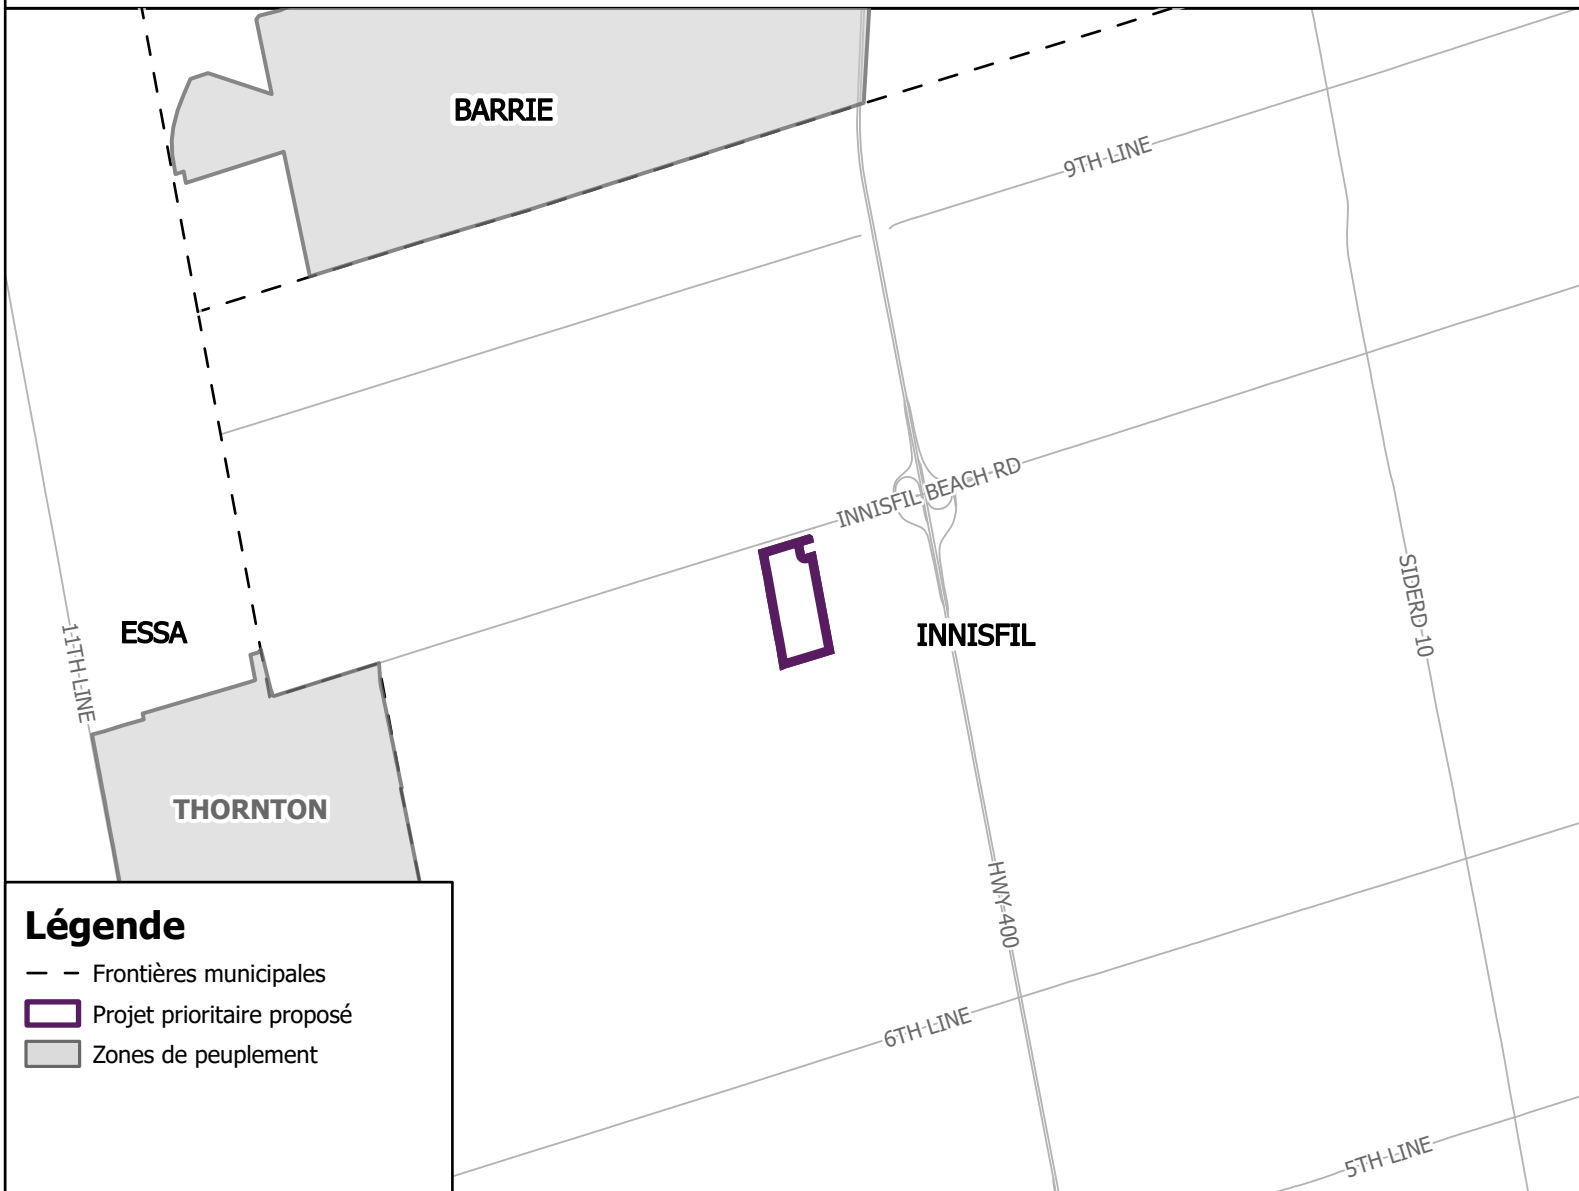 BARRIE
9TH LINE
INNISFIL BEACH RD
SIDERD 10
11TH LINE
ESSA
INNISFIL
THORNTON
HWY 400
Légende
Frontières municipales
Projet prioritaire proposé
Zones de peuplement
6TH LINE
5TH LINE